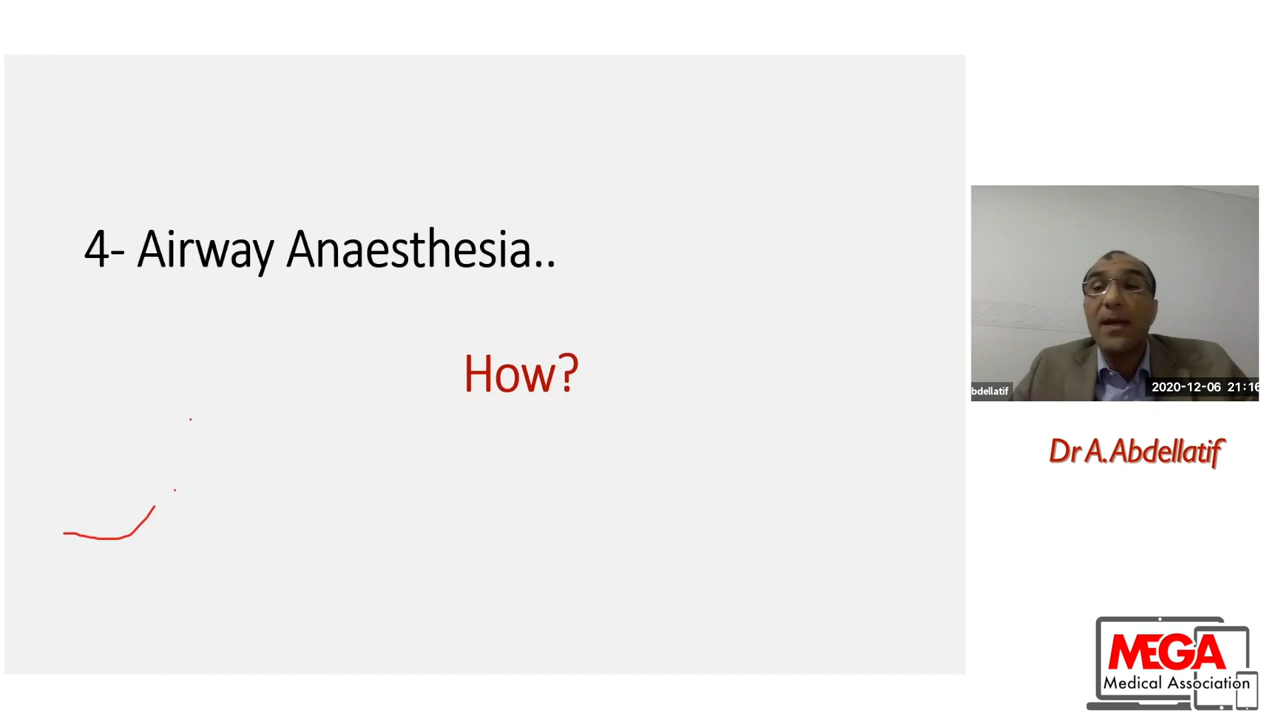 4- Airway Anaesthesia..
How?
bdellatif
2020-12-06 21:16
Dr A.Abdellatif
MEGA
Medical Association